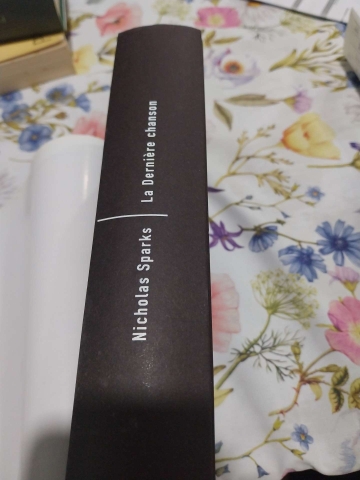 Nicholas Sparks
La Dernière chanson